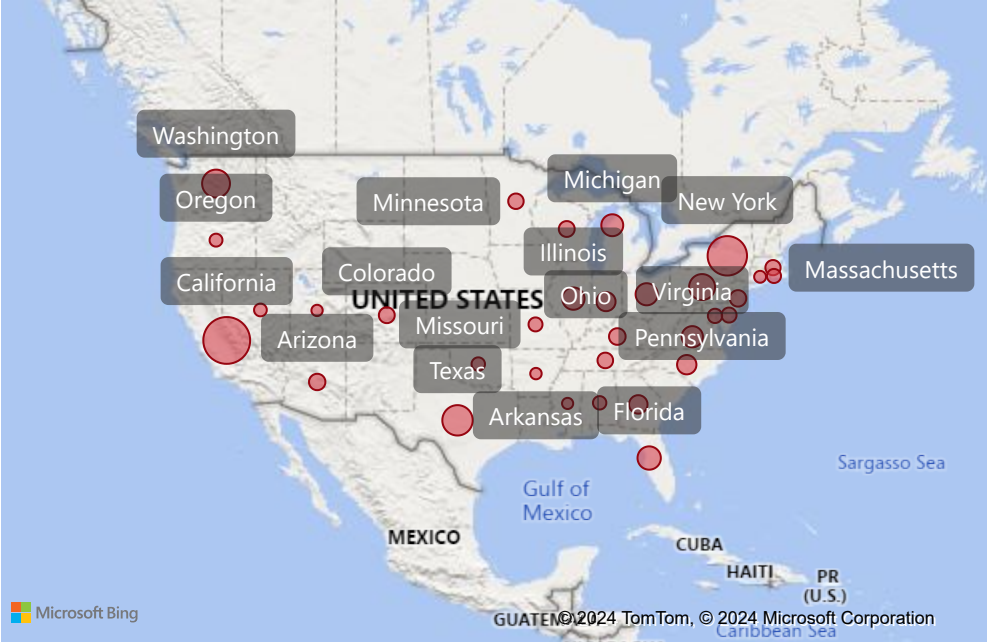 Washington
Oregon
Minnesota
Michigan
New York
California
Colorado
Illinois
Massachusetts
UNITED STATES
Ohio
Virginia
Arizona
Missouri
Pennsylvania
Texas
Arkansas
Florida
Sargasso Sea
Gulf of
Mexico
MEXICO
CUBA
HAITI
PR
(U.S.)
Microsoft Bing
© 2024 TomTom, © 2024 Microsoft Corporation
Caribbean Sea